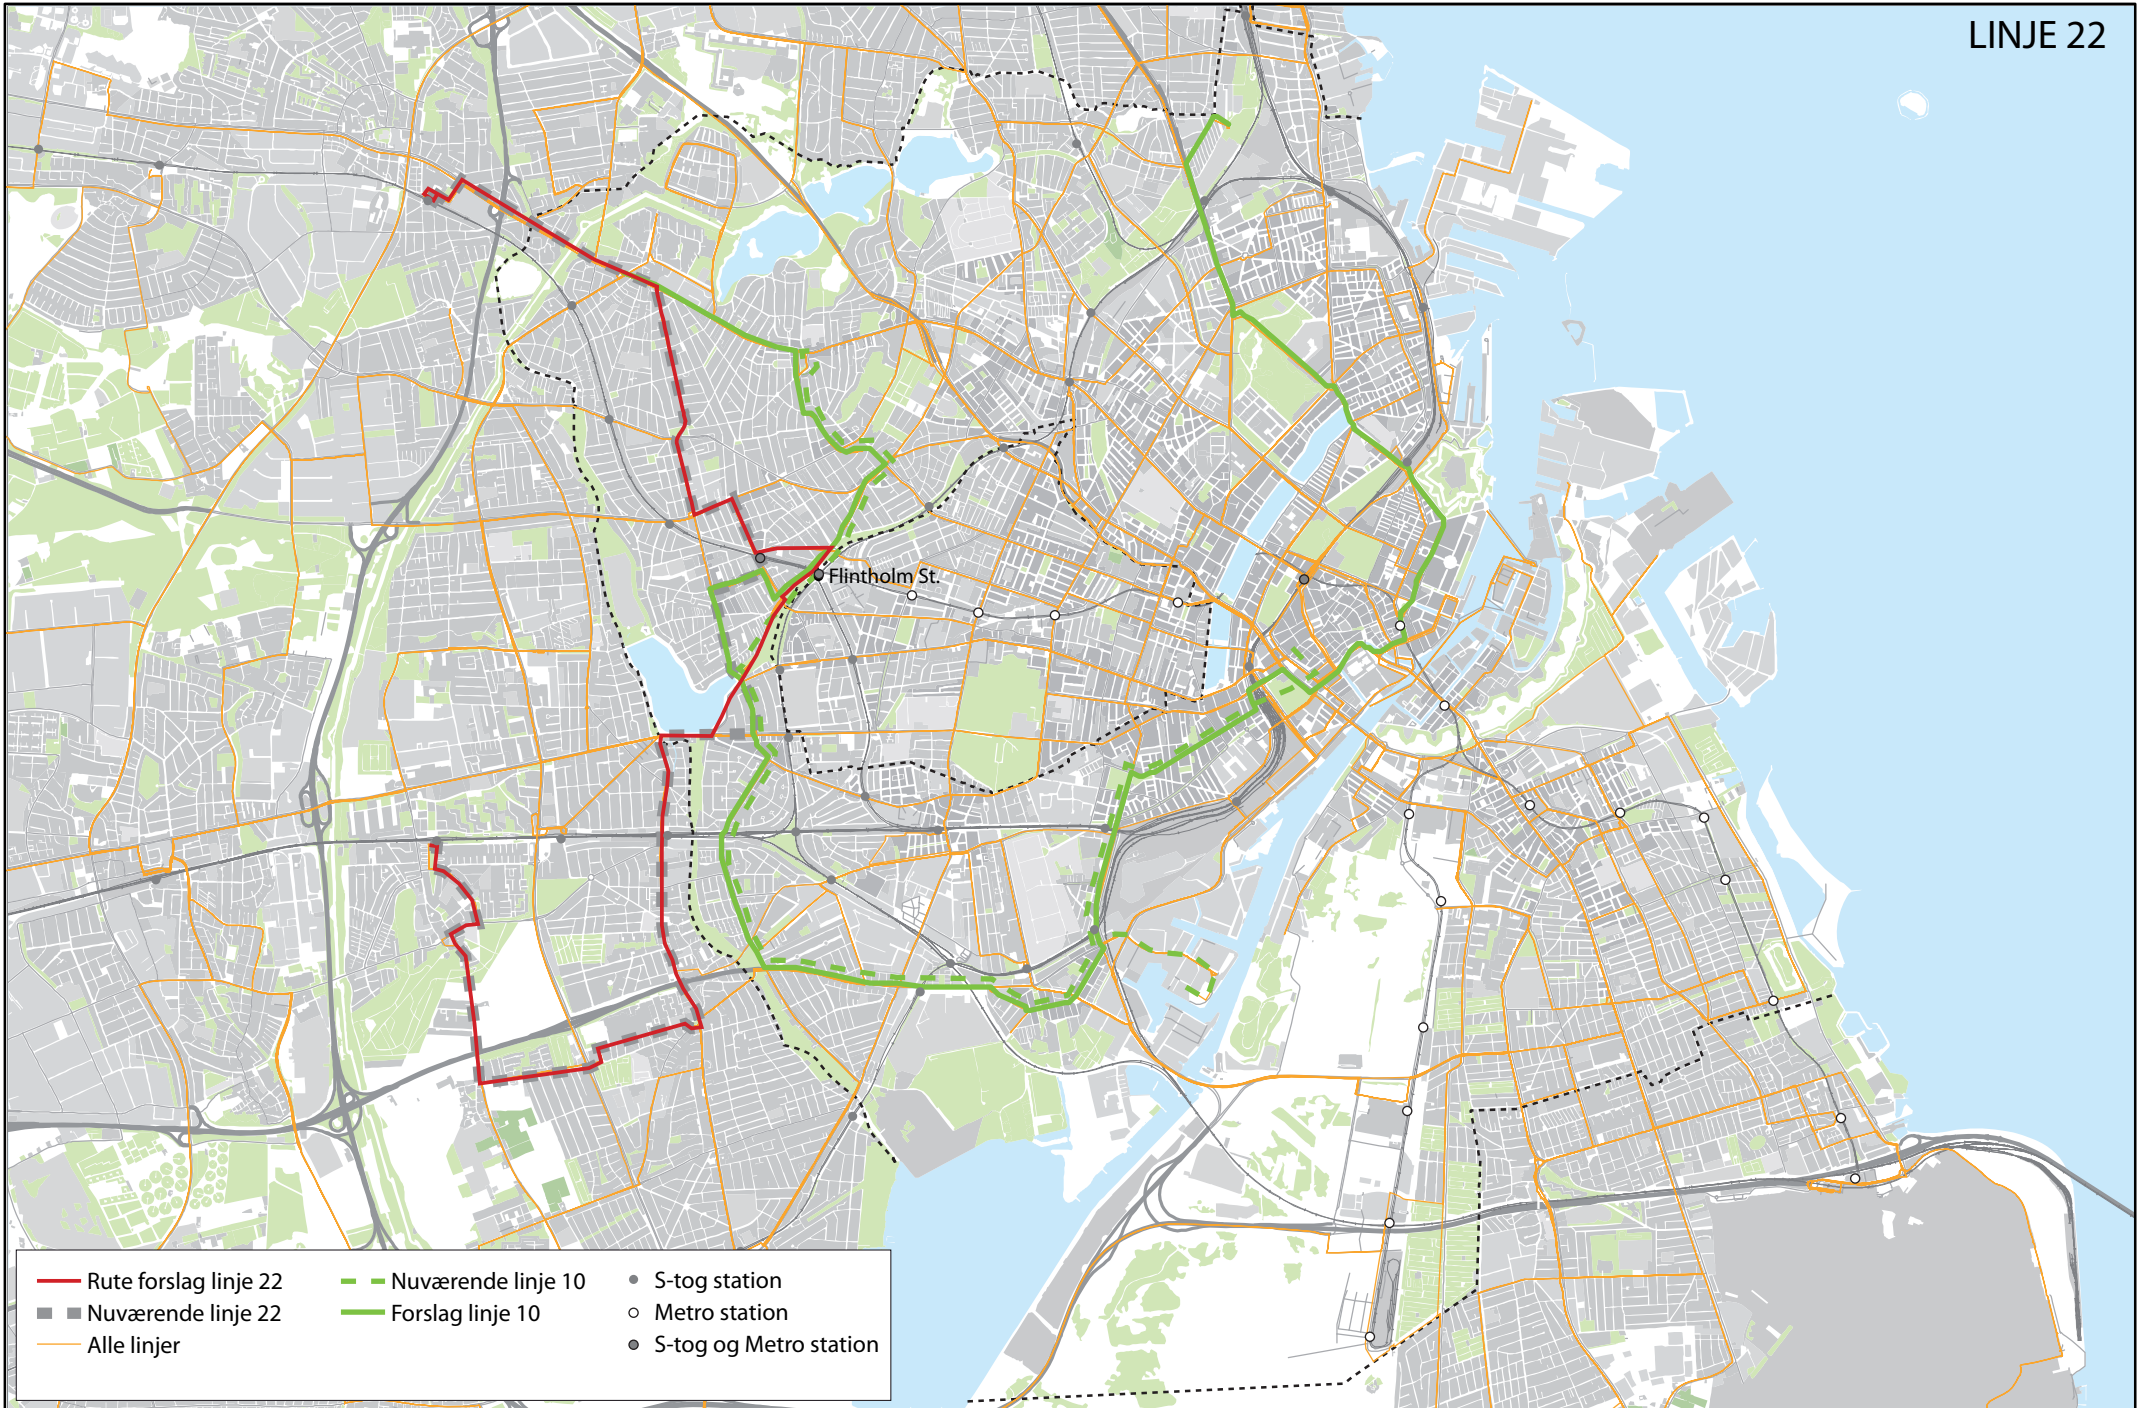 LINJE 22
Flintholm St.
Rute forslag linje 22
Nuværende linje 22
Alle linjer
Nuværende linje 10
Forslag linje 10
S-tog station
Metro station
S-tog og Metro station